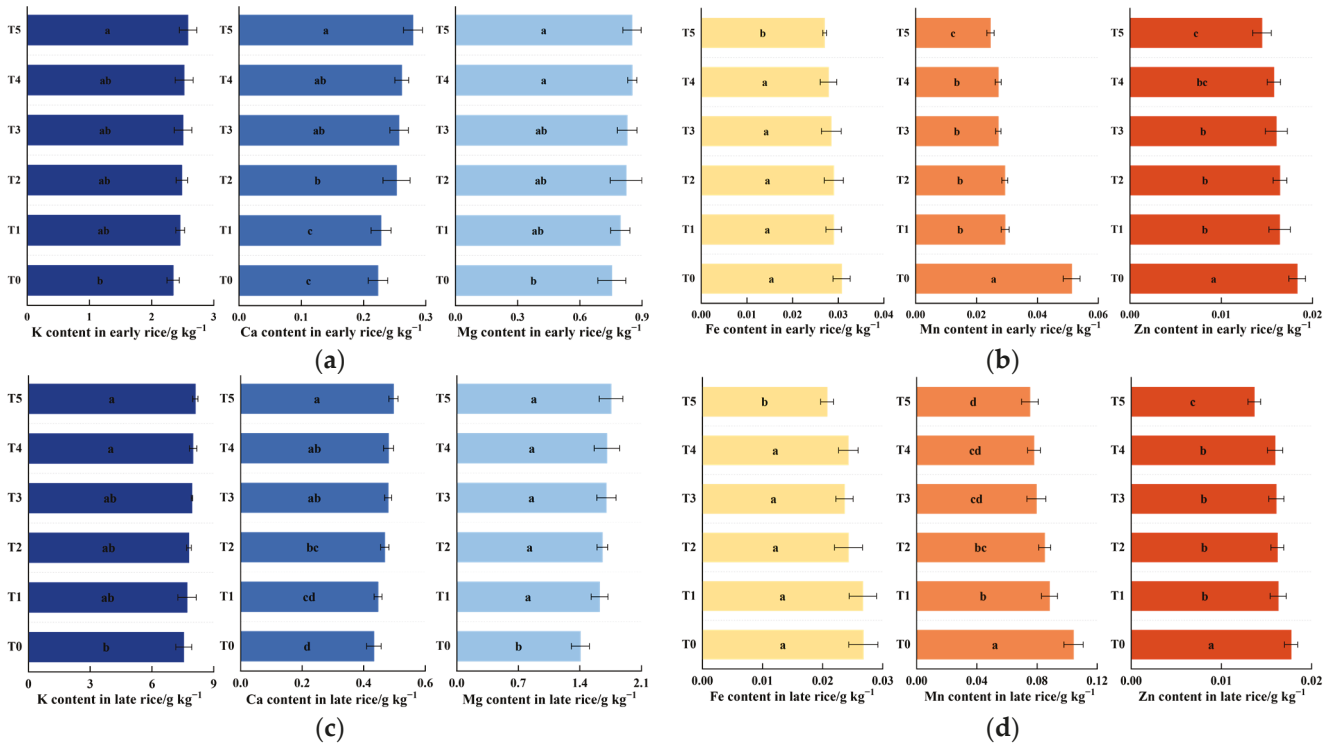 T5 a
T4 ab
T3 ab
T2 ab
T1 ab
T0 b
0 1 2 3
K content in early rice/g kg⁻¹
T5 a
T4 ab
T3 ab
T2 b
T1 c
T0 c
0.0 0.1 0.2 0.3
Ca content in early rice/g kg⁻¹
T5 a
T4 a
T3 ab
T2 ab
T1 ab
T0 b
0.0 0.3 0.6 0.9
Mg content in early rice/g kg⁻¹
(a)
T5 b
T4 a
T3 a
T2 a
T1 a
T0 a
0.00 0.01 0.02 0.03 0.04
Fe content in early rice/g kg⁻¹
T5 c
T4 b
T3 b
T2 b
T1 b
T0 a
0.00 0.02 0.04 0.06
Mn content in early rice/g kg⁻¹
T5 c
T4 bc
T3 b
T2 b
T1 b
T0 a
0.00 0.01 0.02
Zn content in early rice/g kg⁻¹
(b)
T5 a
T4 a
T3 ab
T2 ab
T1 ab
T0 b
0 3 6 9
K content in late rice/g kg⁻¹
T5 a
T4 ab
T3 ab
T2 bc
T1 cd
T0 d
0.0 0.2 0.4 0.6
Ca content in late rice/g kg⁻¹
T5 a
T4 a
T3 a
T2 a
T1 a
T0 b
0.0 0.7 1.4 2.1
Mg content in late rice/g kg⁻¹
(c)
T5 b
T4 a
T3 a
T2 a
T1 a
T0 a
0.00 0.01 0.02 0.03
Fe content in late rice/g kg⁻¹
T5 d
T4 cd
T3 cd
T2 bc
T1 b
T0 a
0.00 0.04 0.08 0.12
Mn content in late rice/g kg⁻¹
T5 c
T4 b
T3 b
T2 b
T1 b
T0 a
0.00 0.01 0.02
Zn content in late rice/g kg⁻¹
(d)